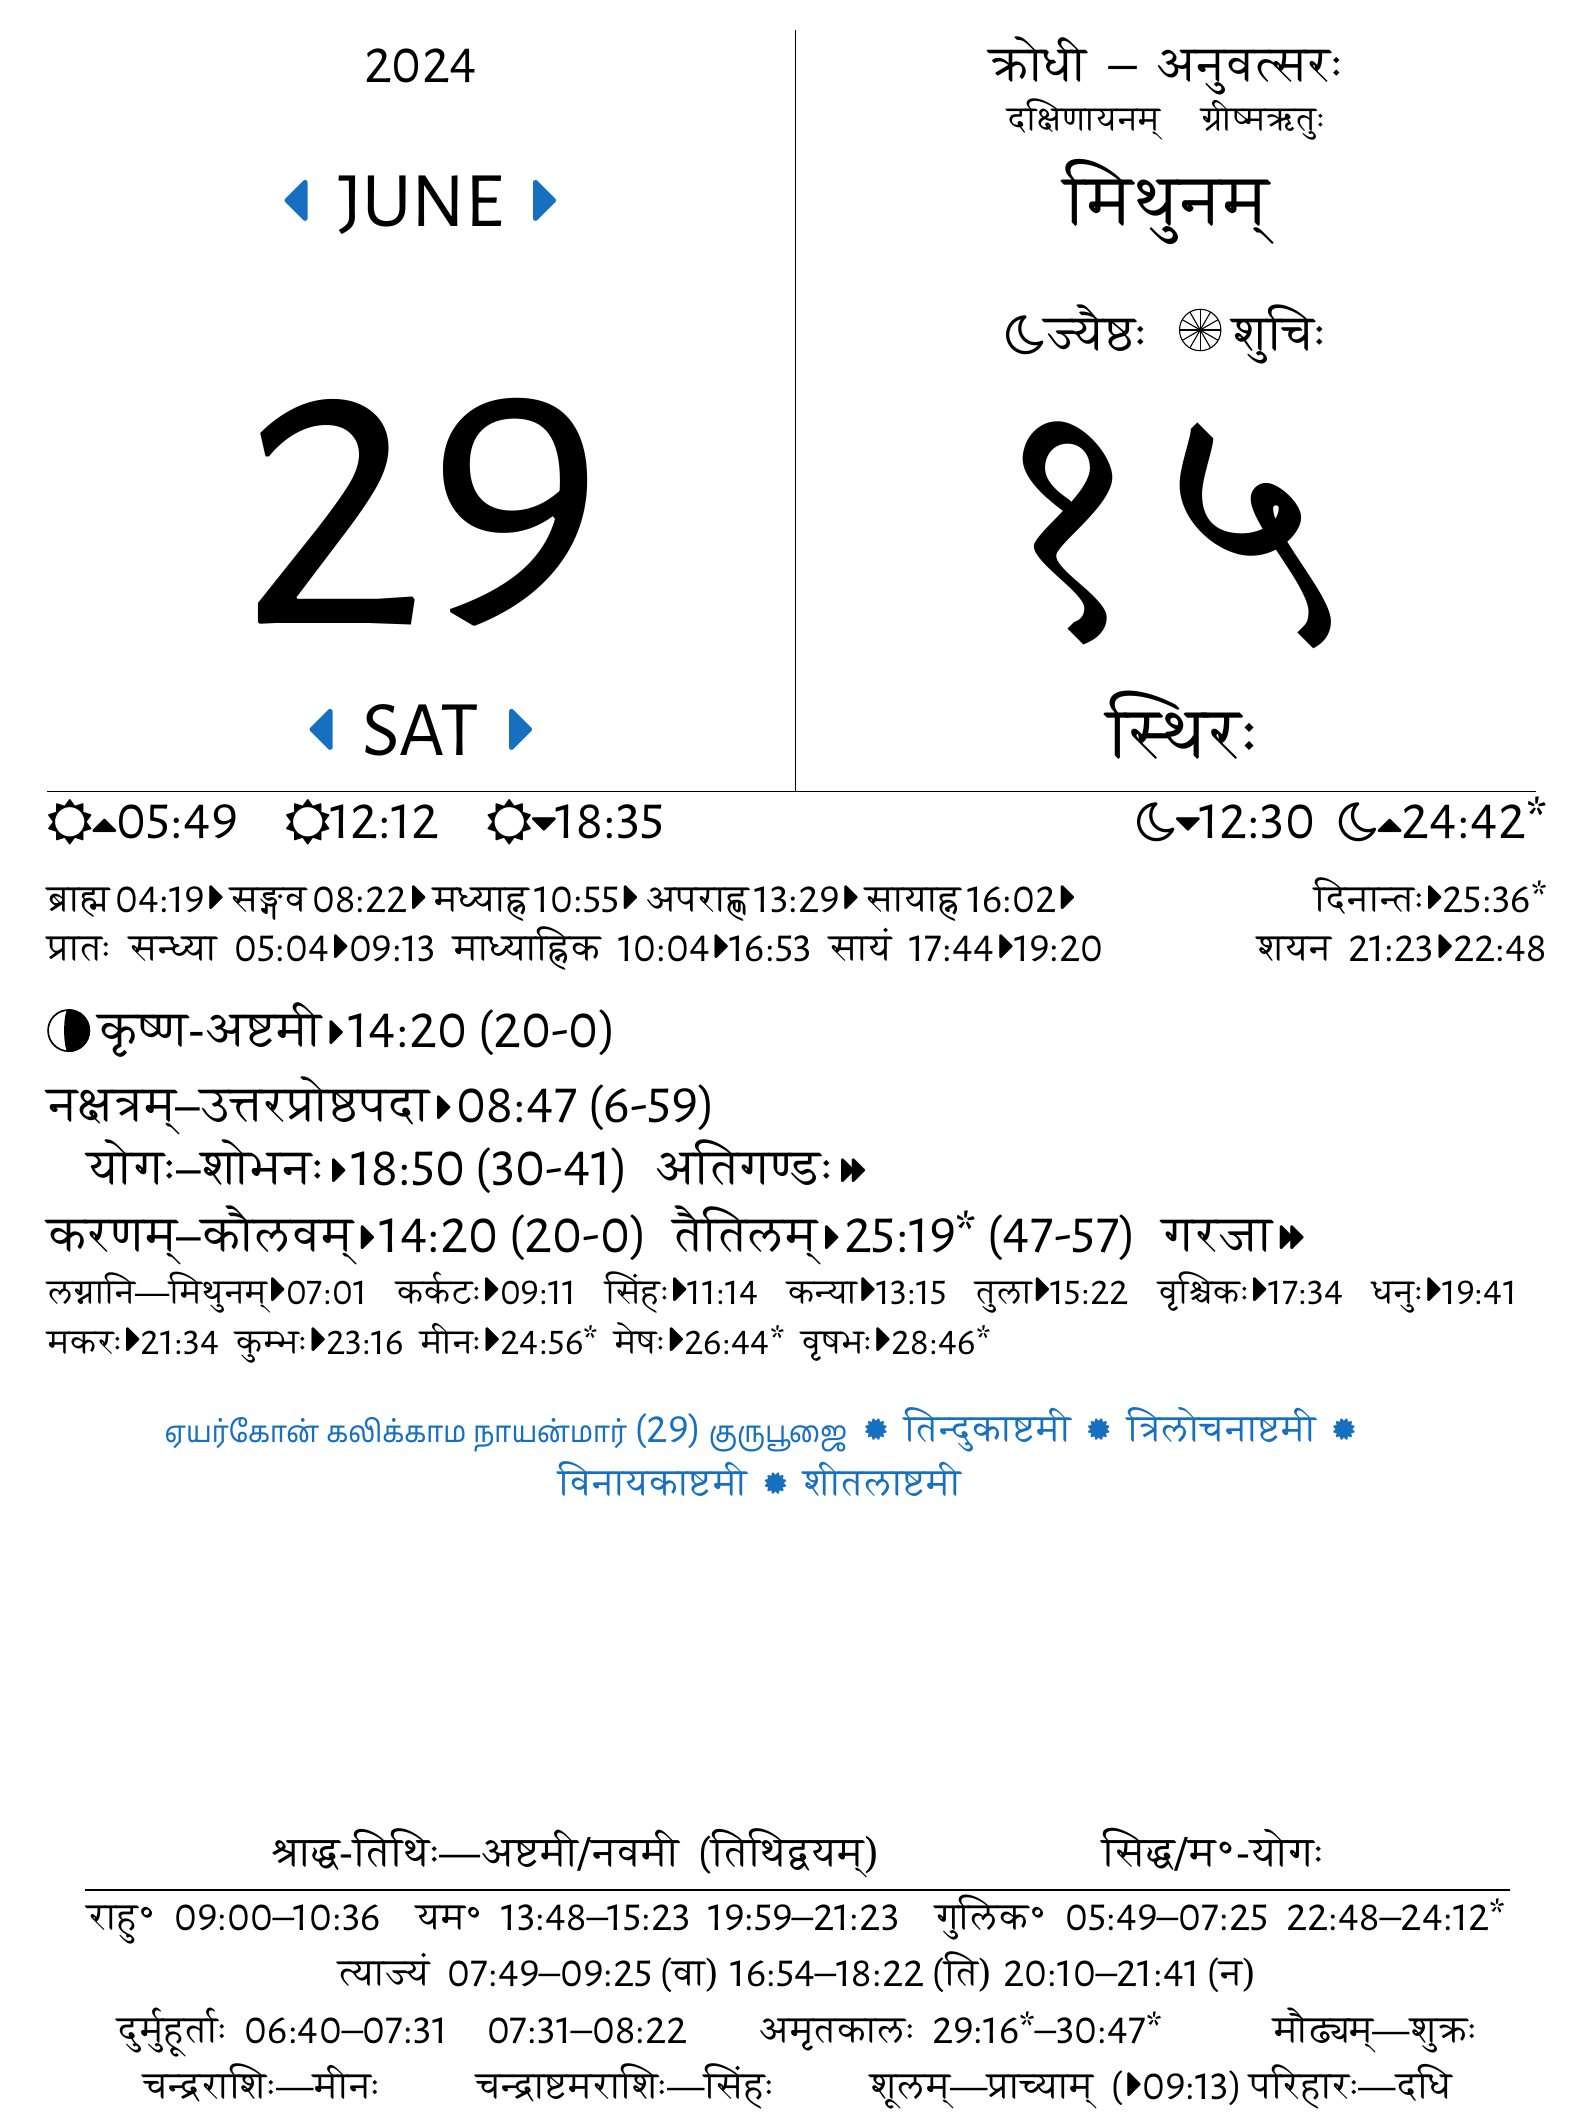 2024
JUNE
29
SAT
क्रोधी – अनुवत्सरः
दक्षिणायनम् ग्रीष्मऋतुः
मिथुनम्
ज्यैष्ठः शुचिः
१५
स्थिरः
05:49 12:12 18:35 12:30 24:42*
ब्राह्म 04:19 सङ्गव 08:22 मध्याह्न 10:55 अपराह्ण 13:29 सायाह्न 16:02 दिनान्तः 25:36*
प्रातः सन्ध्या 05:04 09:13 माध्याह्निक 10:04 16:53 सायं 17:44 19:20 शयन 21:23 22:48
कृष्ण-अष्टमी 14:20 (20-0)
नक्षत्रम्–उत्तरप्रोष्ठपदा 08:47 (6-59)
योगः–शोभनः 18:50 (30-41) अतिगण्डः
करणम्–कौलवम् 14:20 (20-0) तैतिलम् 25:19* (47-57) गरजा
लग्नानि—मिथुनम् 07:01 कर्कटः 09:11 सिंहः 11:14 कन्या 13:15 तुला 15:22 वृश्चिकः 17:34 धनुः 19:41
मकरः 21:34 कुम्भः 23:16 मीनः 24:56* मेषः 26:44* वृषभः 28:46*
ஏயர்கோன் கலிக்காம நாயன்மார் (29) குருபூஜை ✹ तिन्दुकाष्टमी ✹ त्रिलोचनाष्टमी ✹
विनायकाष्टमी ✹ शीतलाष्टमी
श्राद्ध-तिथिः—अष्टमी/नवमी (तिथिद्वयम्) सिद्ध/म॰-योगः
राहु॰ 09:00–10:36 यम॰ 13:48–15:23 19:59–21:23 गुलिक॰ 05:49–07:25 22:48–24:12*
त्याज्यं 07:49–09:25 (वा) 16:54–18:22 (ति) 20:10–21:41 (न)
दुर्मुहूर्ताः 06:40–07:31 07:31–08:22 अमृतकालः 29:16*–30:47* मौढ्यम्—शुक्रः
चन्द्रराशिः—मीनः चन्द्राष्टमराशिः—सिंहः शूलम्—प्राच्याम् (09:13) परिहारः—दधि